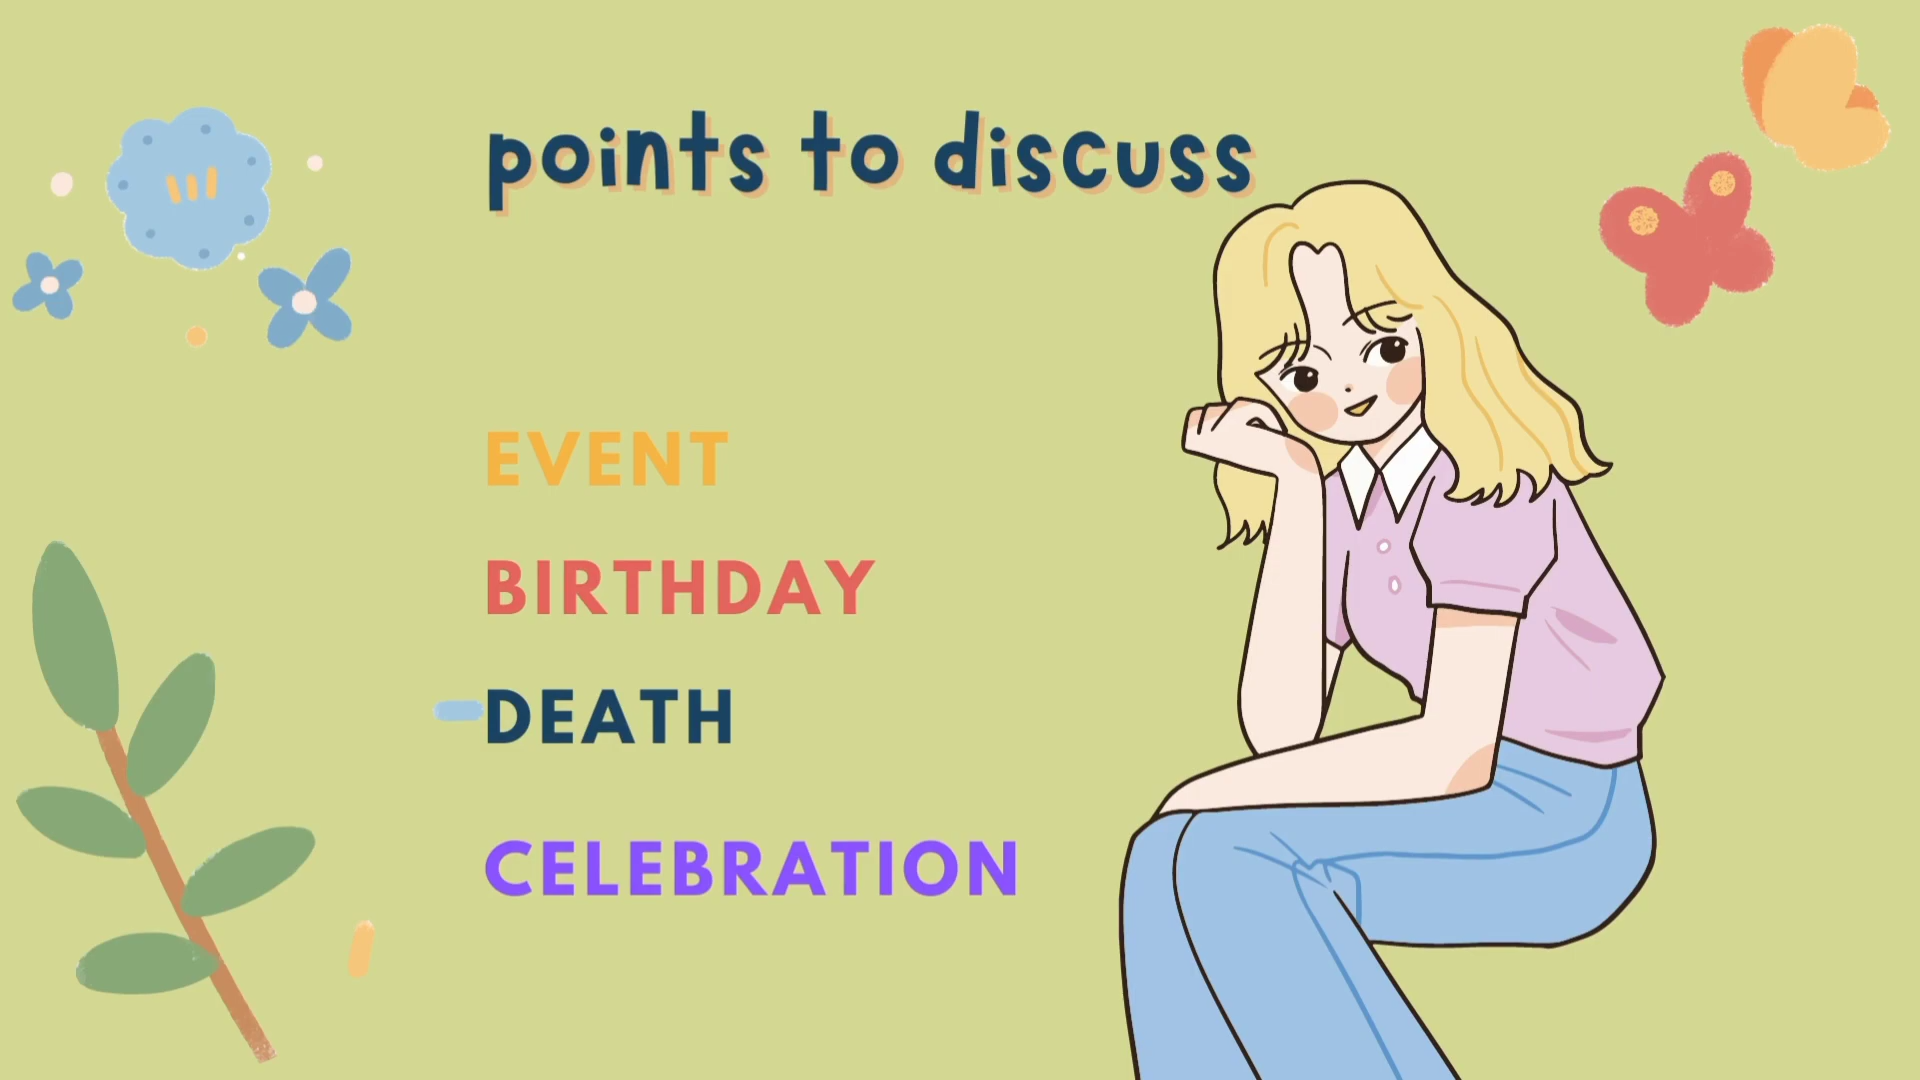 points to discuss
EVENT
BIRTHDAY
DEATH
CELEBRATION